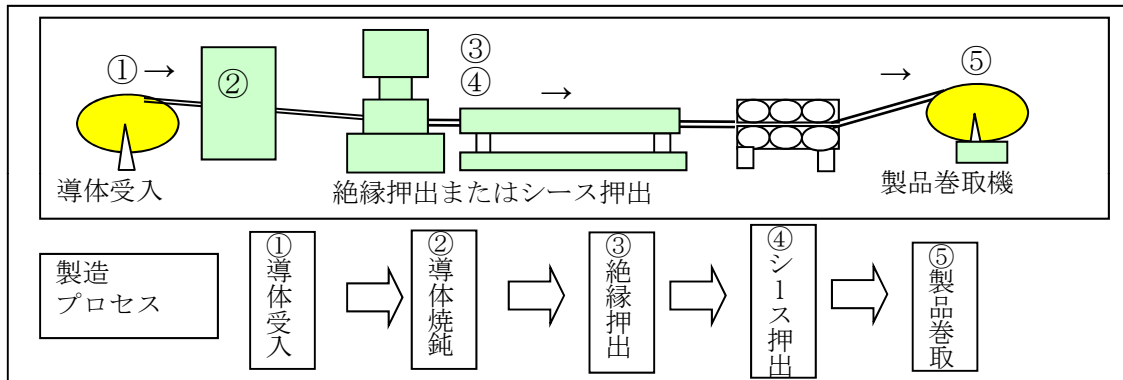 ① →
②
③
④
→
→
⑤
導体受入
絶縁押出またはシース押出
製品巻取機
製造
プロセス
①導体受入
②導体焼鈍
③絶縁押出
④シース押出
⑤製品巻取